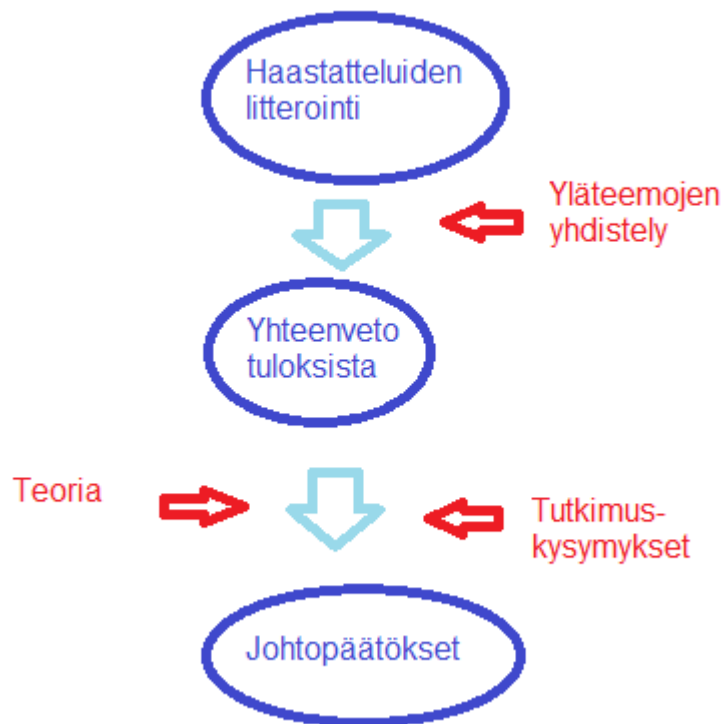 Haastatteluiden
litterointi
Yläteemojen
yhdistely
Yhteenveto
tuloksista
Teoria
Tutkimus-
kysymykset
Johtopäätökset